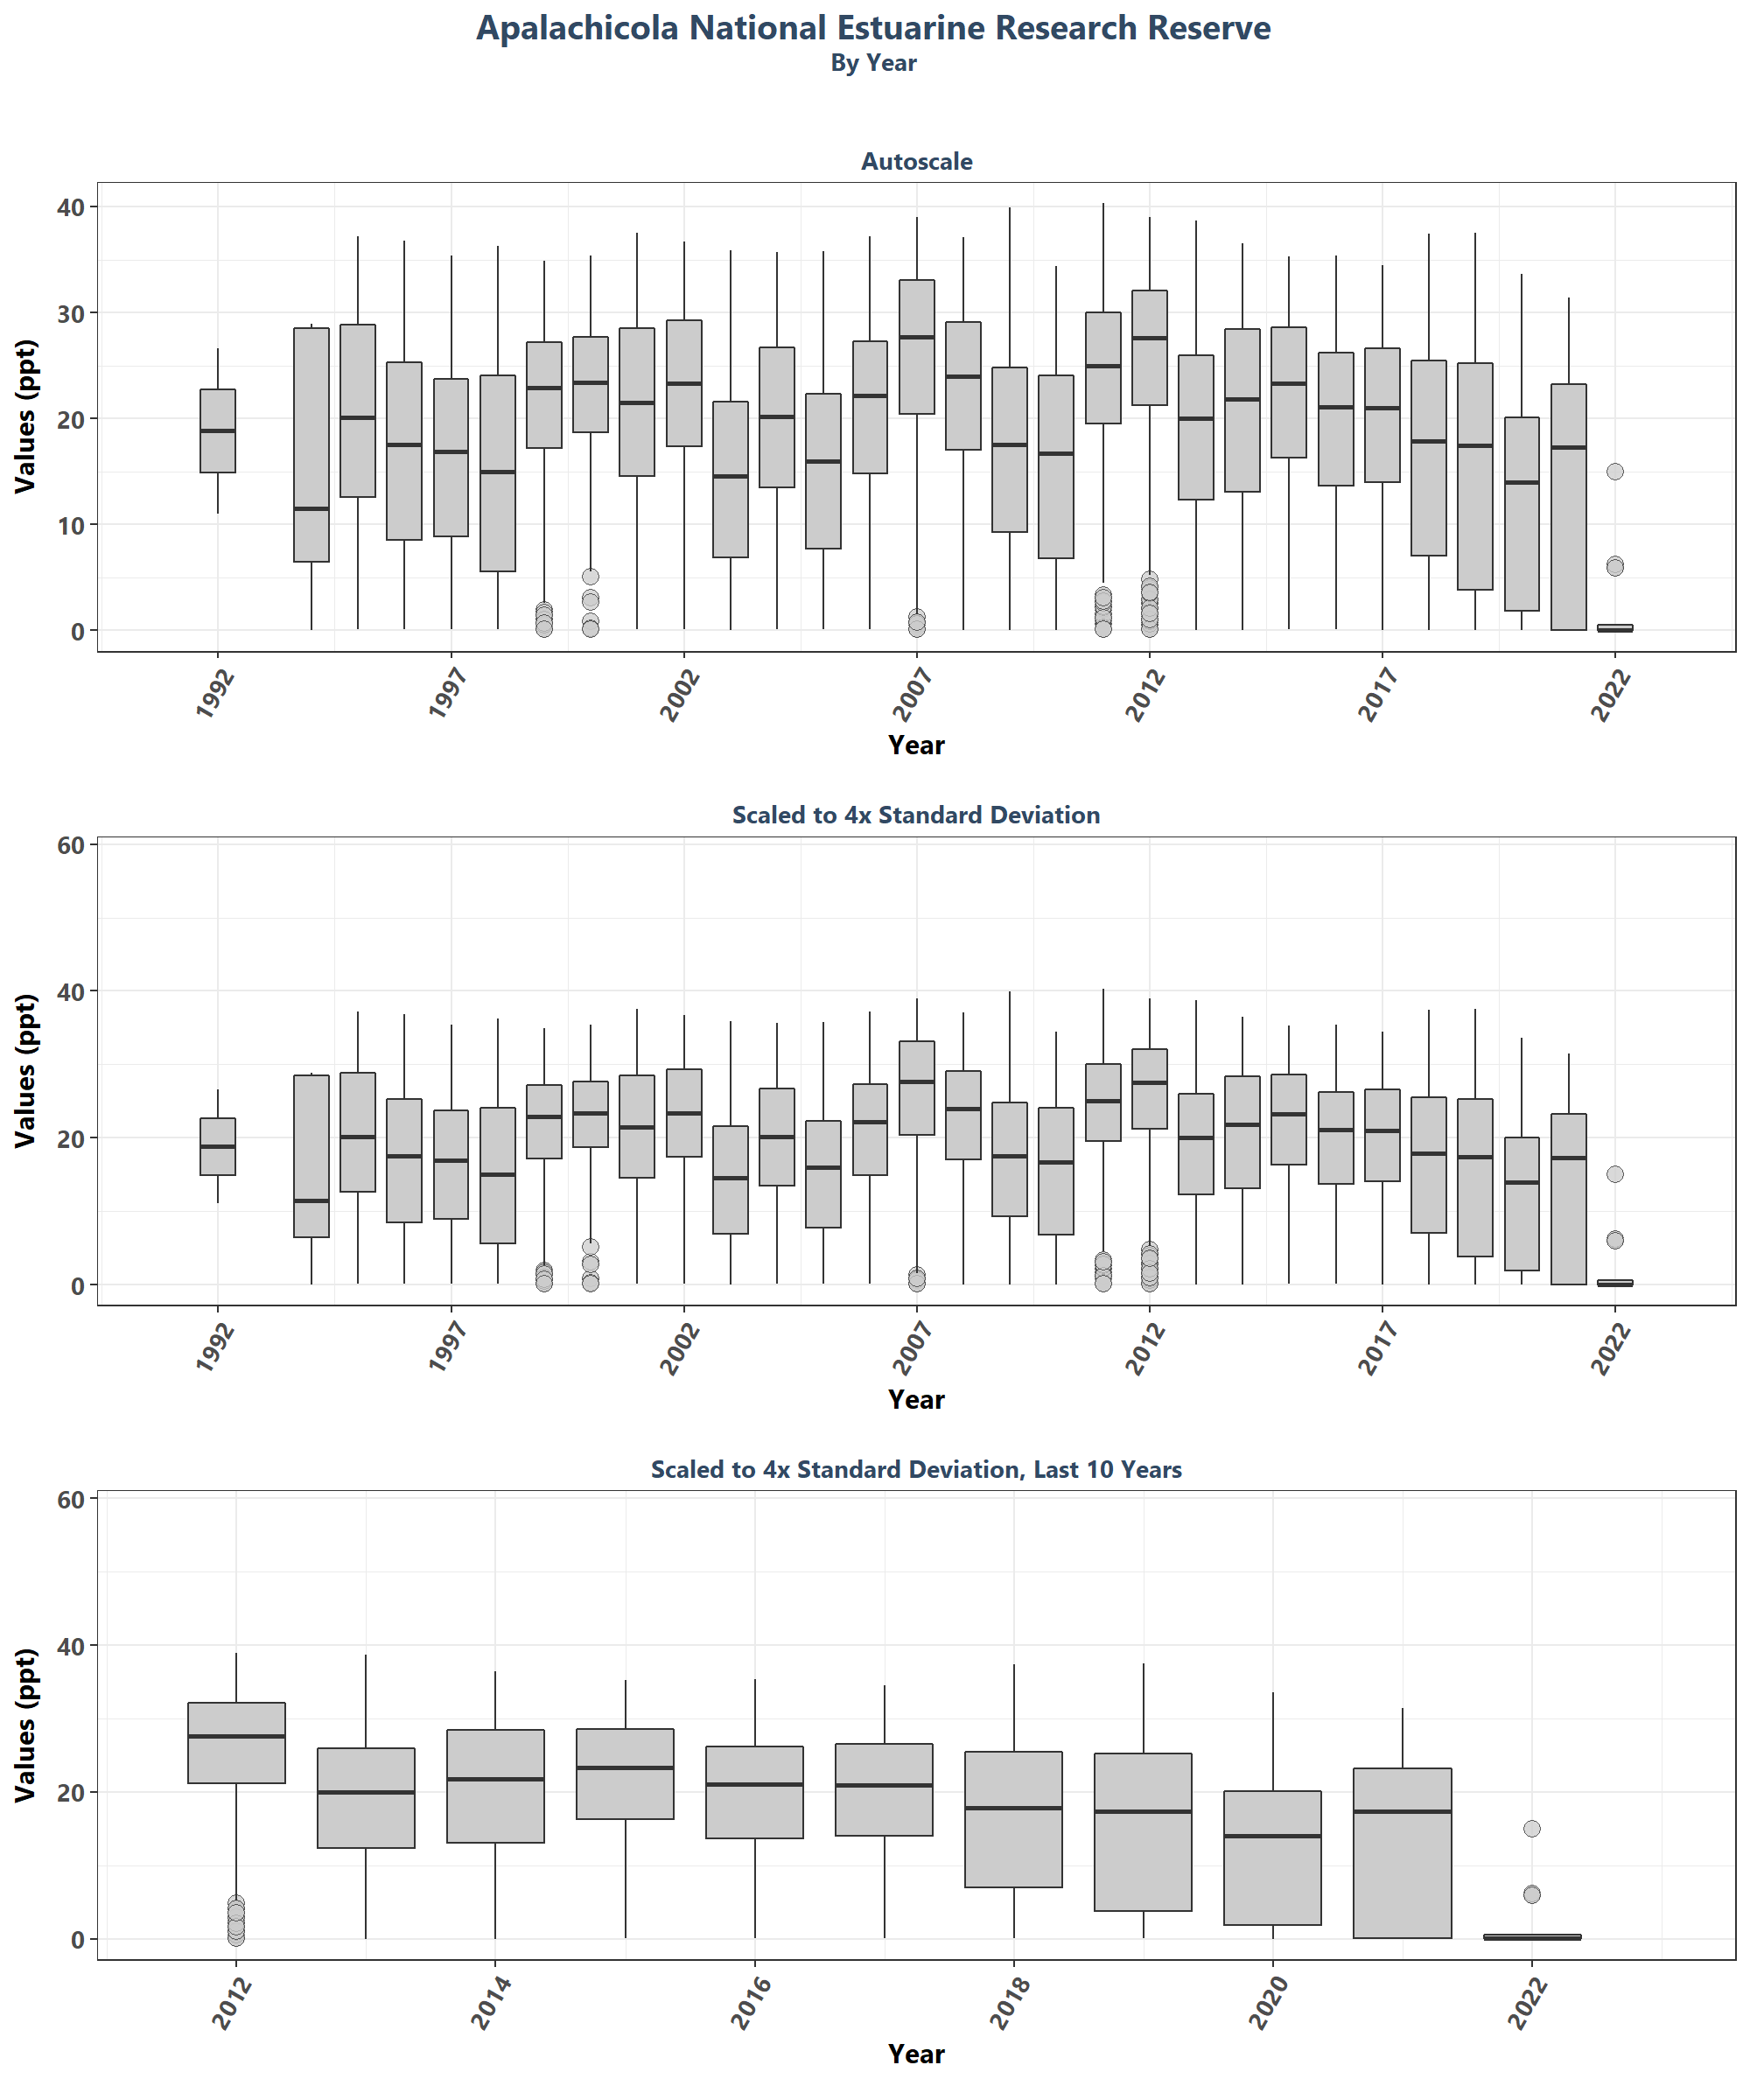 Apalachicola National Estuarine Research Reserve
By Year
Autoscale
Values (ppt)
40
30
20
10
0
1992 1997 2002 2007 2012 2017 2022
Year
Scaled to 4x Standard Deviation
Values (ppt)
60
40
20
0
1992 1997 2002 2007 2012 2017 2022
Year
Scaled to 4x Standard Deviation, Last 10 Years
Values (ppt)
60
40
20
0
2012 2014 2016 2018 2020 2022
Year